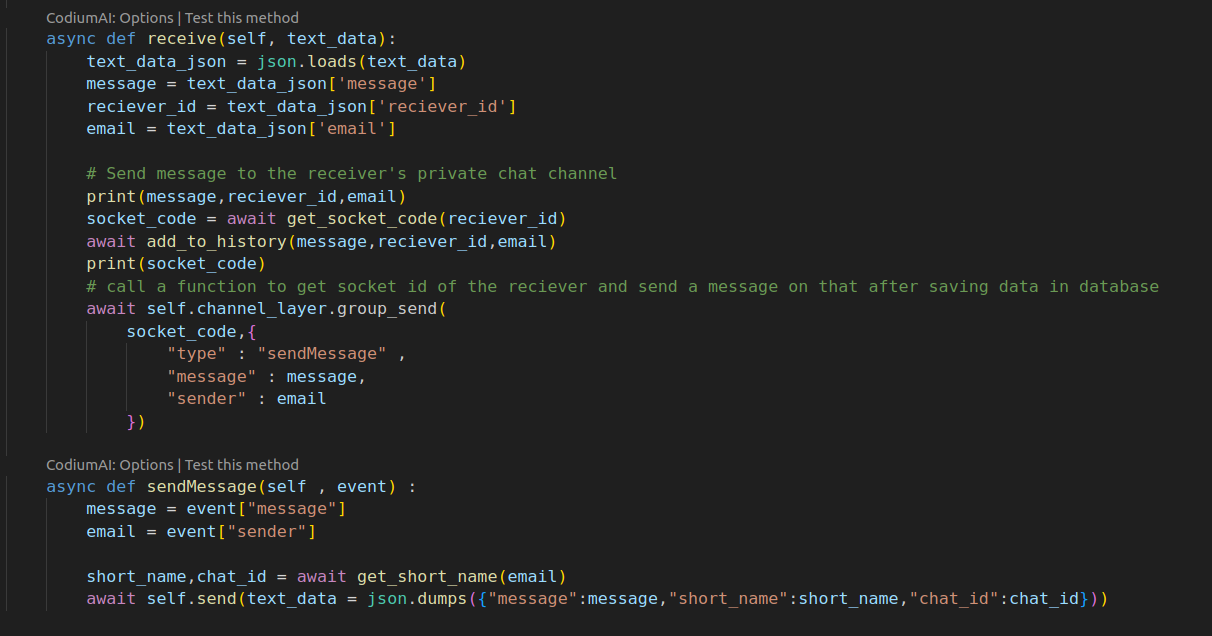 CodiumAI: Options | Test this method
async def receive(self, text_data):
text_data_json = json.loads(text_data)
message = text_data_json['message']
reciever_id = text_data_json['reciever_id']
email = text_data_json['email']
# Send message to the receiver's private chat channel
print(message,reciever_id,email)
socket_code = await get_socket_code(reciever_id)
await add_to_history(message,reciever_id,email)
print(socket_code)
# call a function to get socket id of the reciever and send a message on that after saving data in database
await self.channel_layer.group_send(
socket_code,{
"type" : "sendMessage" ,
"message" : message,
"sender" : email
})
CodiumAI: Options | Test this method
async def sendMessage(self , event) :
message = event["message"]
email = event["sender"]
short_name,chat_id = await get_short_name(email)
await self.send(text_data = json.dumps({"message":message,"short_name":short_name,"chat_id":chat_id}))